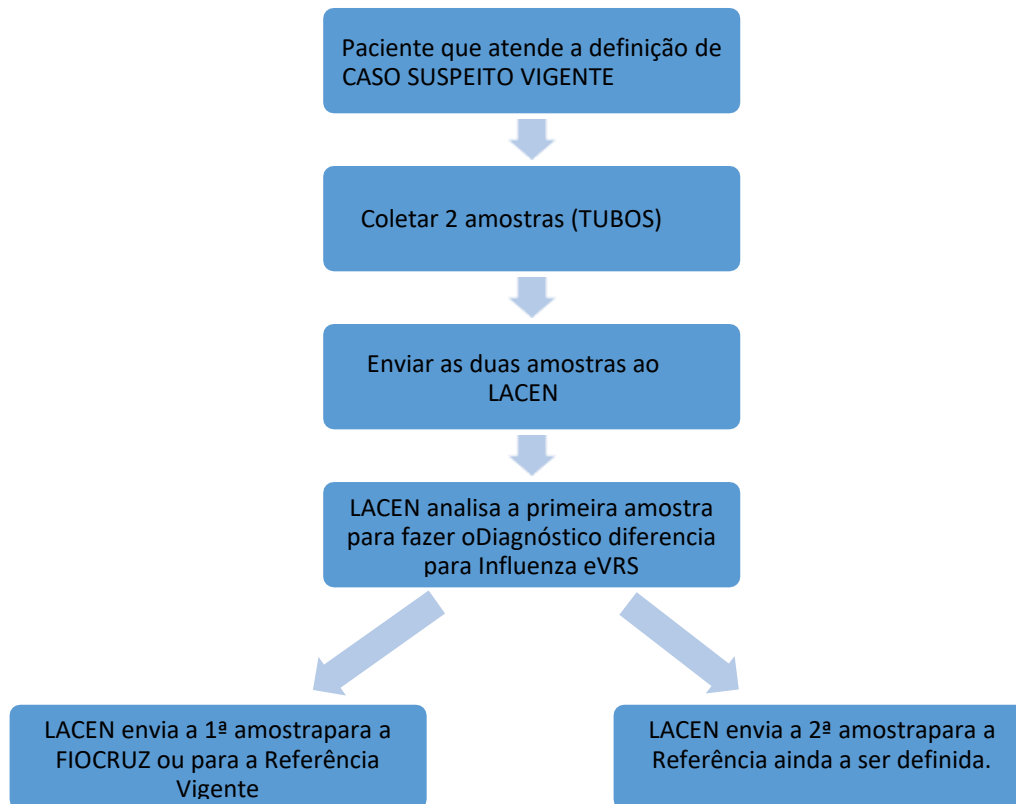 Paciente que atende a definição de
CASO SUSPEITO VIGENTE
Coletar 2 amostras (TUBOS)
Enviar as duas amostras ao
LACEN
LACEN analisa a primeira amostra
para fazer oDiagnóstico diferencia
para Influenza eVRS
LACEN envia a 1ª amostrapara a
FIOCRUZ ou para a Referência
Vigente
LACEN envia a 2ª amostrapara a
Referência ainda a ser definida.